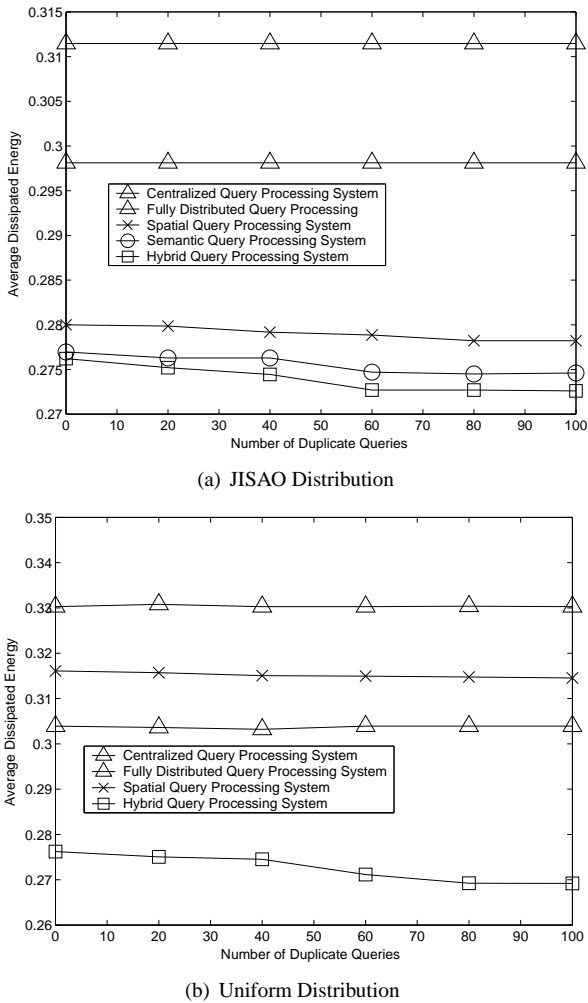 0.315
0.31
0.305
0.3
0.295
0.29
0.285
0.28
0.275
0.27
Average Dissipated Energy
Centralized Query Processing System
Fully Distributed Query Processing
Spatial Query Processing System
Semantic Query Processing System
Hybrid Query Processing System
0 10 20 30 40 50 60 70 80 90 100
Number of Duplicate Queries
(a) JISAO Distribution
0.35
0.34
0.33
0.32
0.31
0.3
0.29
0.28
0.27
0.26
Average Dissipated Energy
Centralized Query Processing System
Fully Distributed Query Processing System
Spatial Query Processing System
Hybrid Query Processing System
0 10 20 30 40 50 60 70 80 90 100
Number of Duplicate Queries
(b) Uniform Distribution